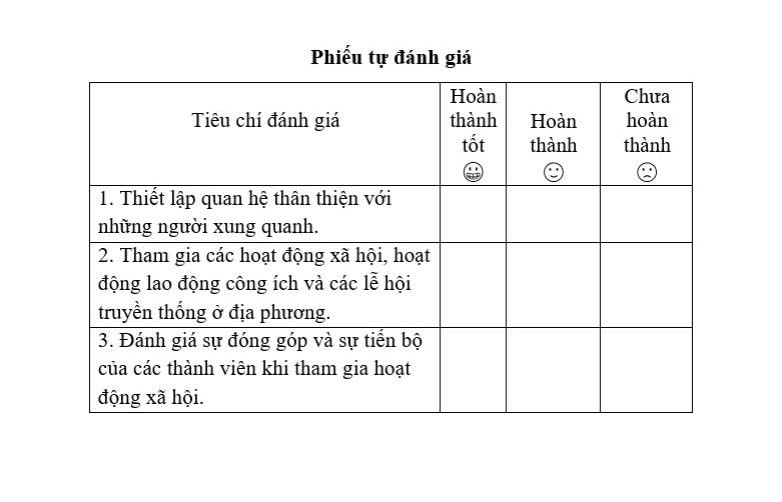 Phiếu tự đánh giá
Tiêu chí đánh giá
Hoàn
thành
tốt
Hoàn
thành
Chưa
hoàn
thành
1. Thiết lập quan hệ thân thiện với
những người xung quanh.
2. Tham gia các hoạt động xã hội, hoạt
động lao động công ích và các lễ hội
truyền thống ở địa phương.
3. Đánh giá sự đóng góp và sự tiến bộ
của các thành viên khi tham gia hoạt
động xã hội.